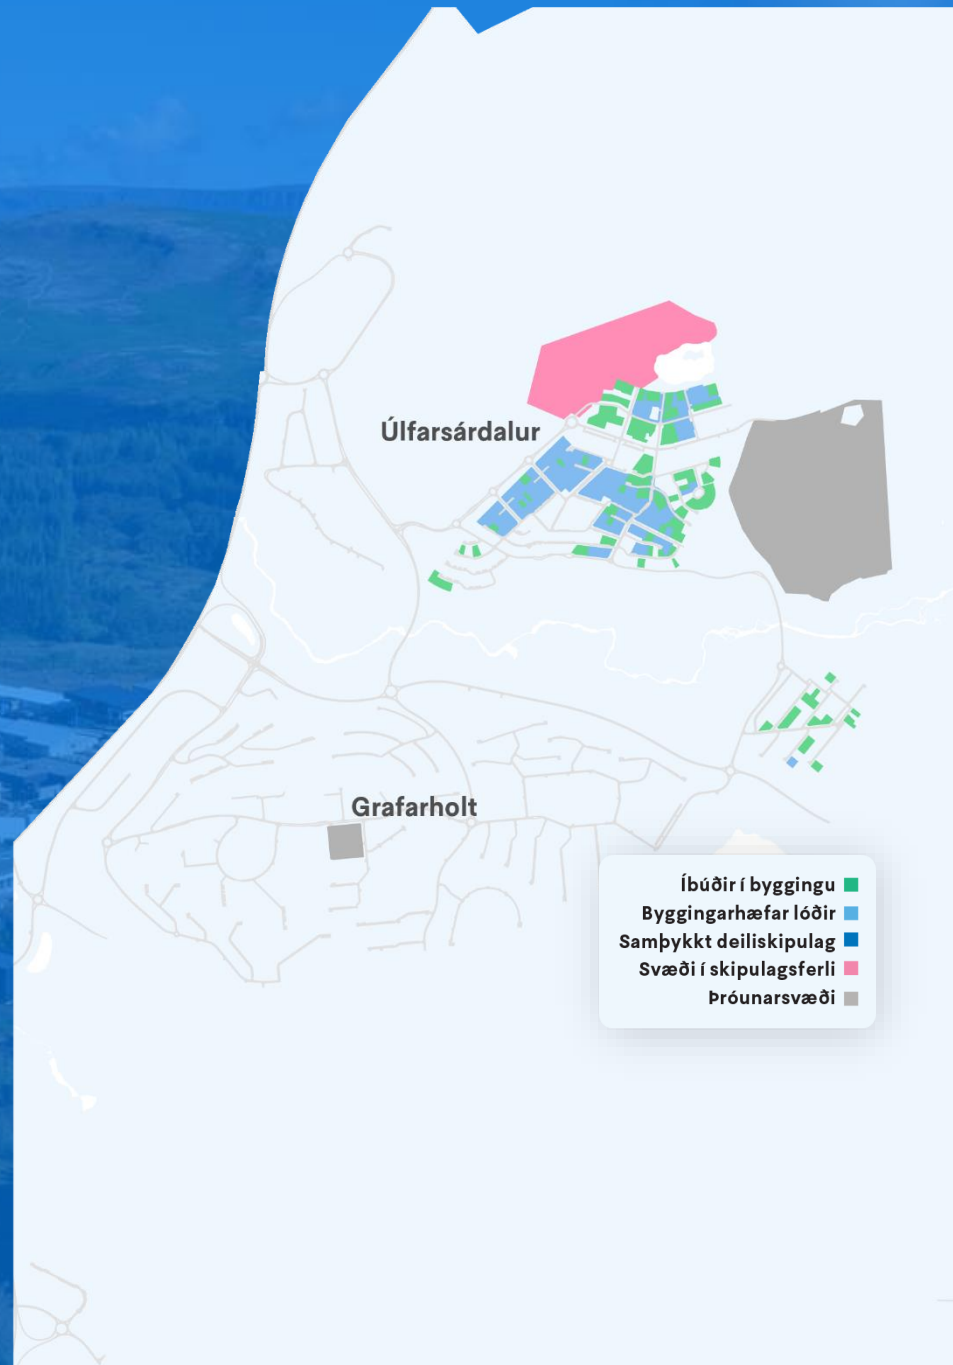 Úlfarsárdalur
Grafarholt
Íbúðir í byggingu
Byggingarhæfar lóðir
Samþykkt deiliskipulag
Svæði í skipulagsferli
Þróunarsvæði